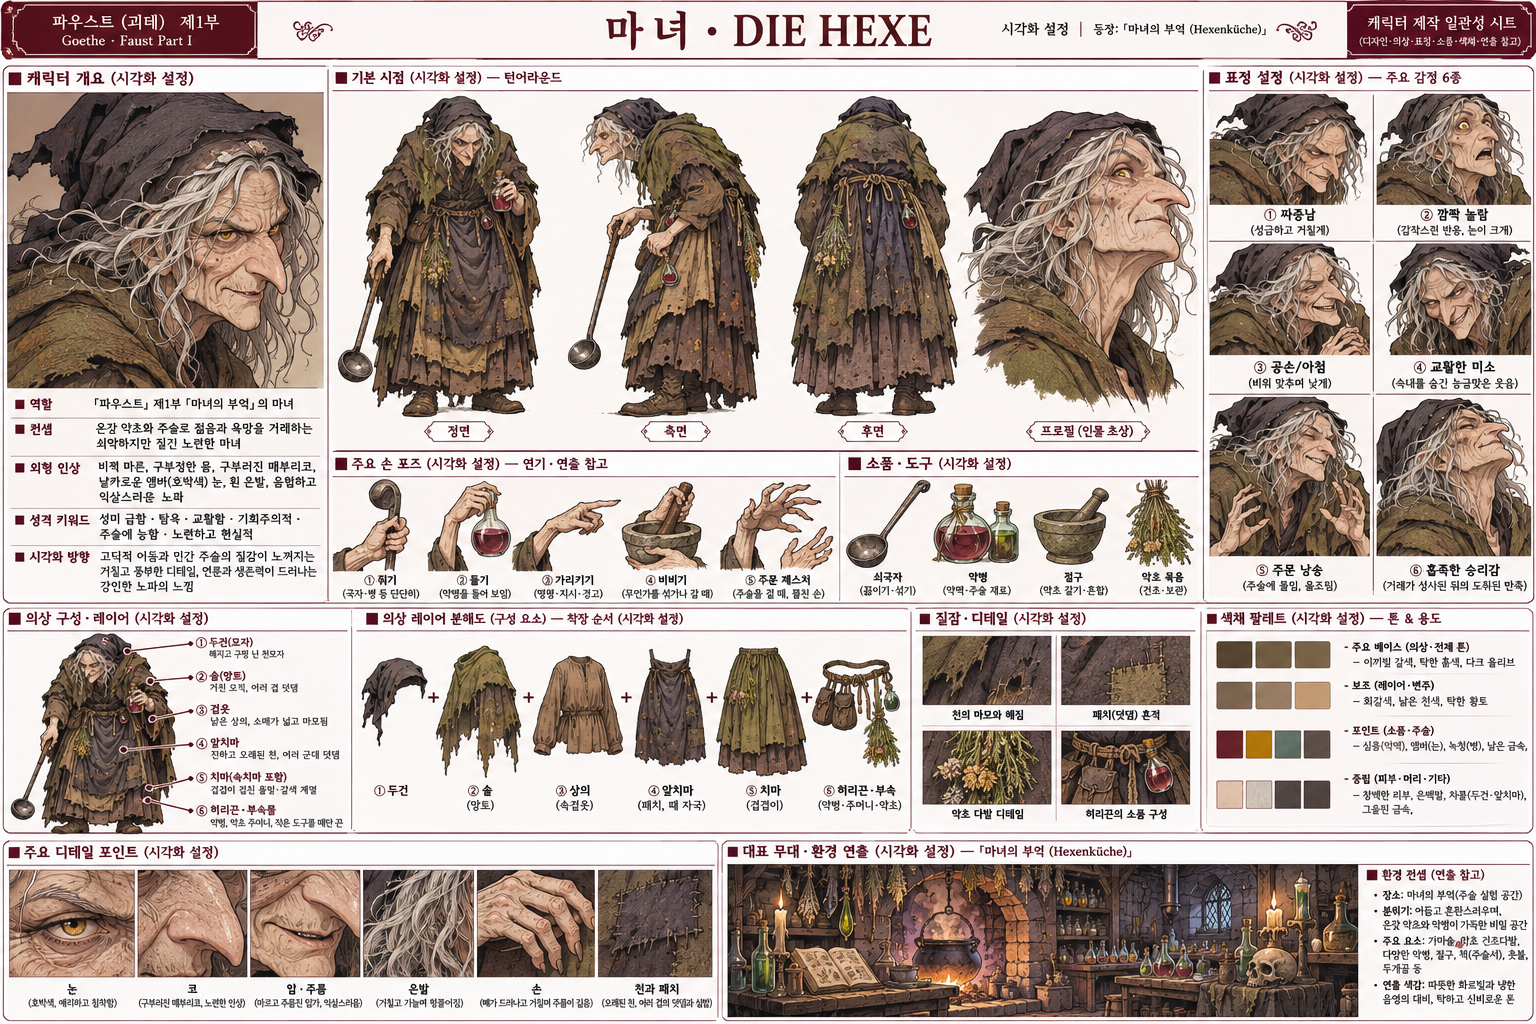 파우스트 (괴테) 제1부
Goethe · Faust Part I
마녀 · DIE HEXE
시각화 설정 | 등장: 「마녀의 부엌 (Hexenküche)」
캐릭터 제작 일관성 시트
(디자인·의상·표정·소품·색채·연출 참고)
■ 캐릭터 개요 (시각화 설정)
■ 역할 「파우스트」 제1부 「마녀의 부엌」의 마녀
■ 컨셉 온갖 약초와 주술로 젊음과 욕망을 거래하는
쇠약하지만 질긴 노련한 마녀
■ 외형 인상 비쩍 마른, 구부정한 몸, 구부러진 매부리코,
날카로운 앰버(호박색) 눈, 흰 은발, 음험하고
익살스러운 노파
■ 성격 키워드 성미 급함 · 탐욕 · 교활함 · 기회주의적 ·
주술에 능함 · 노련하고 현실적
■ 시각화 방향 고딕적 어둠과 민간 주술의 질감이 느껴지는
거칠고 풍부한 디테일, 연륜과 생존력이 드러나는
강인한 노파의 느낌
■ 기본 시점 (시각화 설정) — 턴어라운드
정면
측면
후면
프로필 (인물 초상)
■ 표정 설정 (시각화 설정) — 주요 감정 6종
① 짜증남
(성급하고 거칠게)
② 깜짝 놀람
(갑작스런 반응, 눈이 크게)
③ 공손/아첨
(비위 맞추며 낮게)
④ 교활한 미소
(속내를 숨긴 능글맞은 웃음)
⑤ 주문 낭송
(주술에 몰입, 읊조림)
⑥ 흡족한 승리감
(거래가 성사된 뒤의 도취된 만족)
■ 주요 손 포즈 (시각화 설정) — 연기·연출 참고
① 쥐기
(국자·병 등 단단히)
② 들기
(약병을 들어 보임)
③ 가리키기
(명령·지시·경고)
④ 비비기
(무언가를 섞거나 갈 때)
⑤ 주문 제스처
(주술을 걸 때, 펼친 손)
■ 소품·도구 (시각화 설정)
쇠국자
(끓이기·섞기)
약병
(약액·주술 재료)
절구
(약초 갈기·혼합)
약초 묶음
(건조·보관)
■ 의상 구성·레이어 (시각화 설정)
① 두건(모자)
해지고 구멍 난 천모자
② 숄(망토)
거친 모직, 여러 겹 덧댐
③ 겉옷
낡은 상의, 소매가 넓고 마모됨
④ 앞치마
진하고 오래된 천, 여러 군데 덧댐
⑤ 치마(속치마 포함)
겹겹이 겹친 올빛·갈색 계열
⑥ 허리끈·부속물
약병, 약초 주머니, 작은 도구를 매단 끈
■ 의상 레이어 분해도 (구성 요소) — 착장 순서 (시각화 설정)
① 두건
② 숄
(망토)
③ 상의
(속겉옷)
④ 앞치마
(패치, 때 자국)
⑤ 치마
(겹겹이)
⑥ 허리끈·부속
(약병·주머니·약초)
■ 질감·디테일 (시각화 설정)
천의 마모와 해짐
패치(덧댐) 흔적
약초 다발 디테일
허리끈의 소품 구성
■ 색채 팔레트 (시각화 설정) — 톤 & 용도
- 주요 베이스 (의상·전체 톤)
– 이끼빛 갈색, 탁한 흙색, 다크 올리브
- 보조 (레이어·변주)
– 회갈색, 낡은 천색, 탁한 황토
- 포인트 (소품·주술)
– 심홍(약액), 앰버(눈), 녹청(병), 낡은 금속,
- 중립 (피부·머리·기타)
– 창백한 피부, 은백발, 차콜(두건·앞치마),
그을린 금속,
■ 주요 디테일 포인트 (시각화 설정)
눈
(호박색, 예리하고 침착함)
코
(구부러진 매부리코, 노련한 인상)
입·주름
(마르고 주름진 입가, 익살스러움)
은발
(거칠고 가늘며 헝클어짐)
손
(뼈가 드러나고 거칠며 주름이 깊음)
천과 패치
(오래된 천, 여러 겹의 덧댐과 실밥)
■ 대표 무대·환경 연출 (시각화 설정) — 「마녀의 부엌 (Hexenküche)」
■ 환경 컨셉 (연출 참고)
• 장소: 마녀의 부엌(주술 실험 공간)
• 분위기: 어둡고 혼란스러우며,
온갖 약초와 약병이 가득한 비밀 공간
• 주요 요소: 가마솥, 약초 건조다발,
다양한 약병, 절구, 책(주술서), 촛불,
두개골 등
• 연출 색감: 따뜻한 화로빛과 냉한
음영의 대비, 탁하고 신비로운 톤